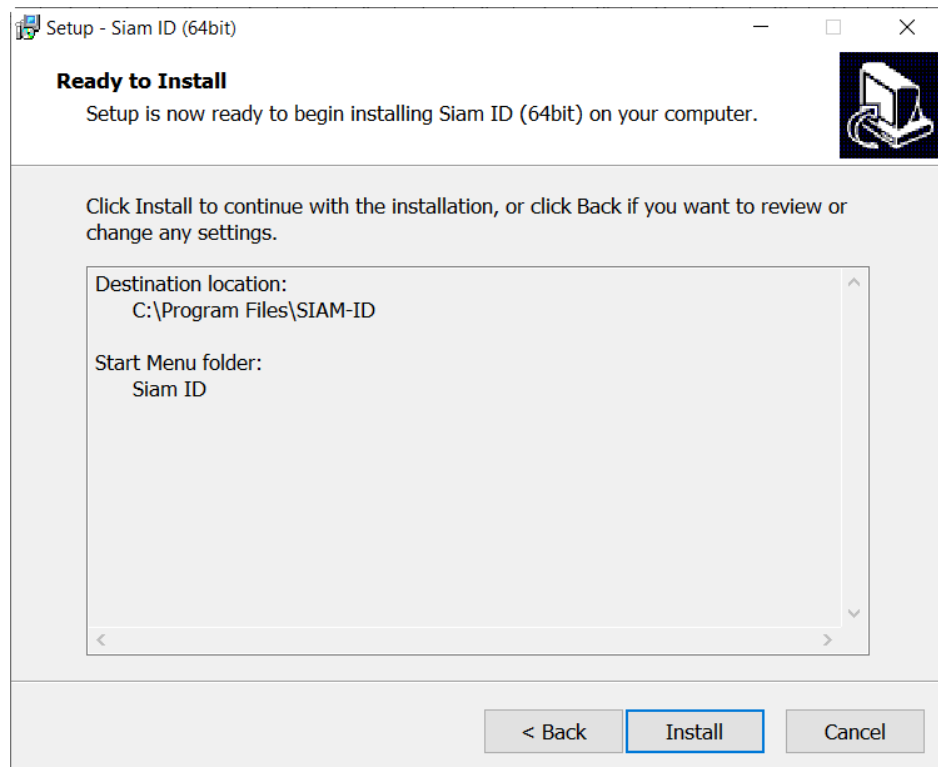 Setup - Siam ID (64bit)
Ready to Install
Setup is now ready to begin installing Siam ID (64bit) on your computer.
Click Install to continue with the installation, or click Back if you want to review or
change any settings.
Destination location:
C:\Program Files\SIAM-ID
Start Menu folder:
Siam ID
< Back
Install
Cancel